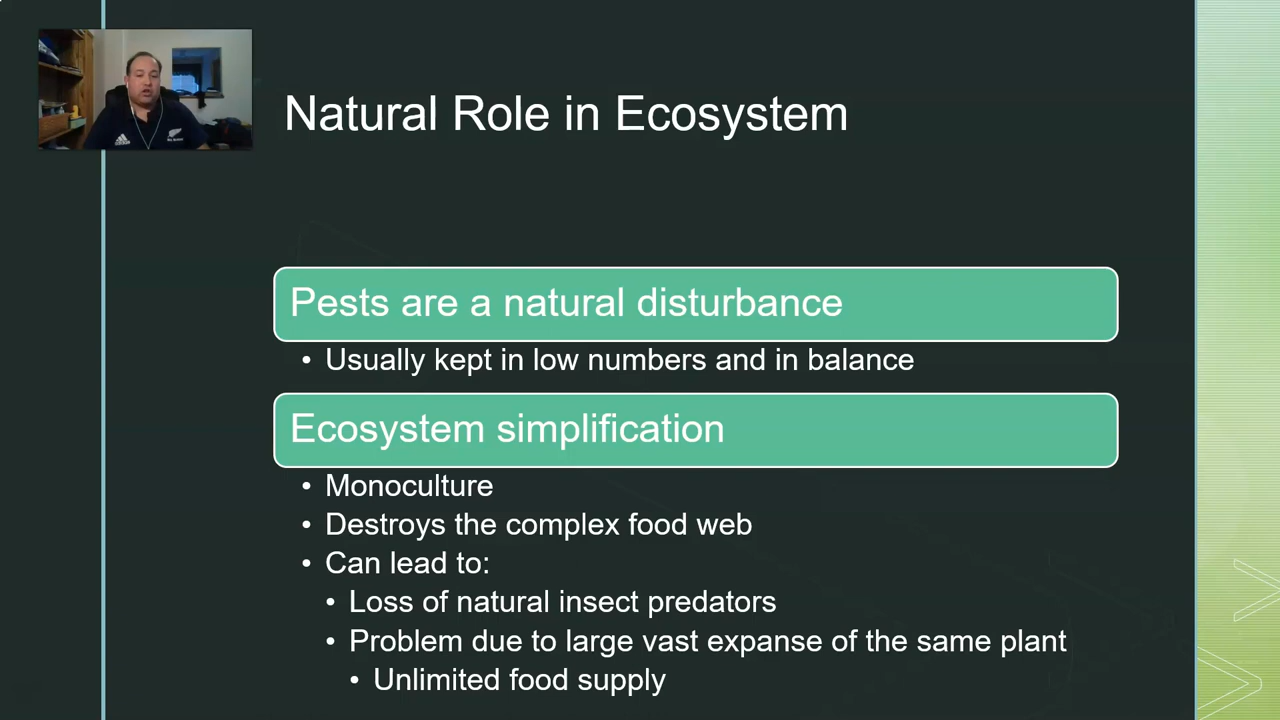 Natural Role in Ecosystem
Pests are a natural disturbance
• Usually kept in low numbers and in balance
Ecosystem simplification
• Monoculture
• Destroys the complex food web
• Can lead to:
• Loss of natural insect predators
• Problem due to large vast expanse of the same plant
• Unlimited food supply